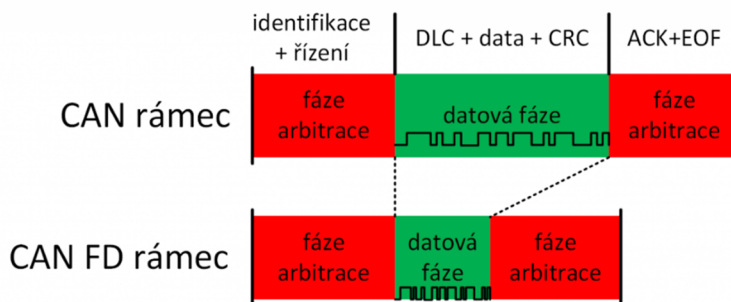 identifikace
+ řízení
DLC + data + CRC
ACK+EOF
CAN rámec
fáze
arbitrace
datová fáze
fáze
arbitrace
CAN FD rámec
fáze
arbitrace
datová
fáze
fáze
arbitrace